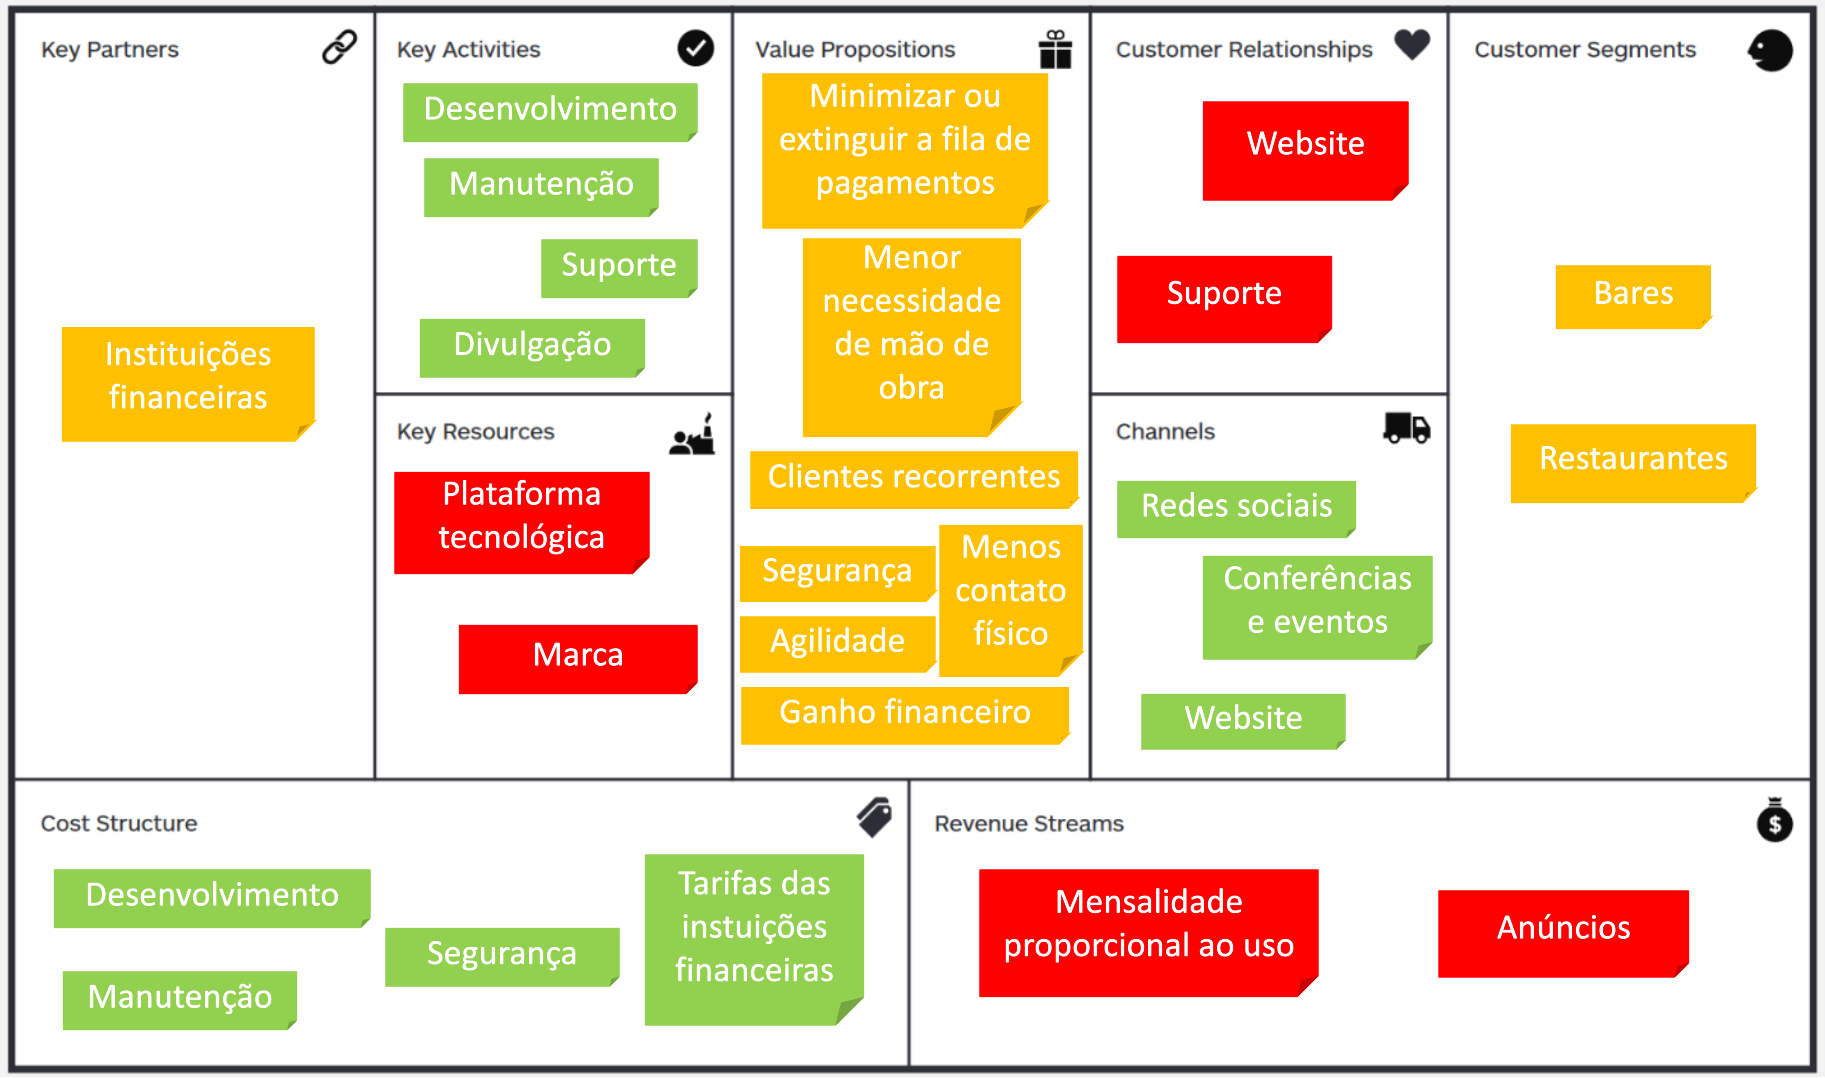 Key Partners
Instituições
financeiras
Key Activities
Desenvolvimento
Manutenção
Suporte
Divulgação
Key Resources
Plataforma
tecnológica
Marca
Value Propositions
Minimizar ou
extinguir a fila de
pagamentos
Menor
necessidade
de mão de
obra
Clientes recorrentes
Segurança
Menos
contato
físico
Agilidade
Ganho financeiro
Customer Relationships
Website
Suporte
Channels
Redes sociais
Conferências
e eventos
Website
Customer Segments
Bares
Restaurantes
Cost Structure
Desenvolvimento
Manutenção
Segurança
Tarifas das
instuições
financeiras
Revenue Streams
$
Mensalidade
proporcional ao uso
Anúncios